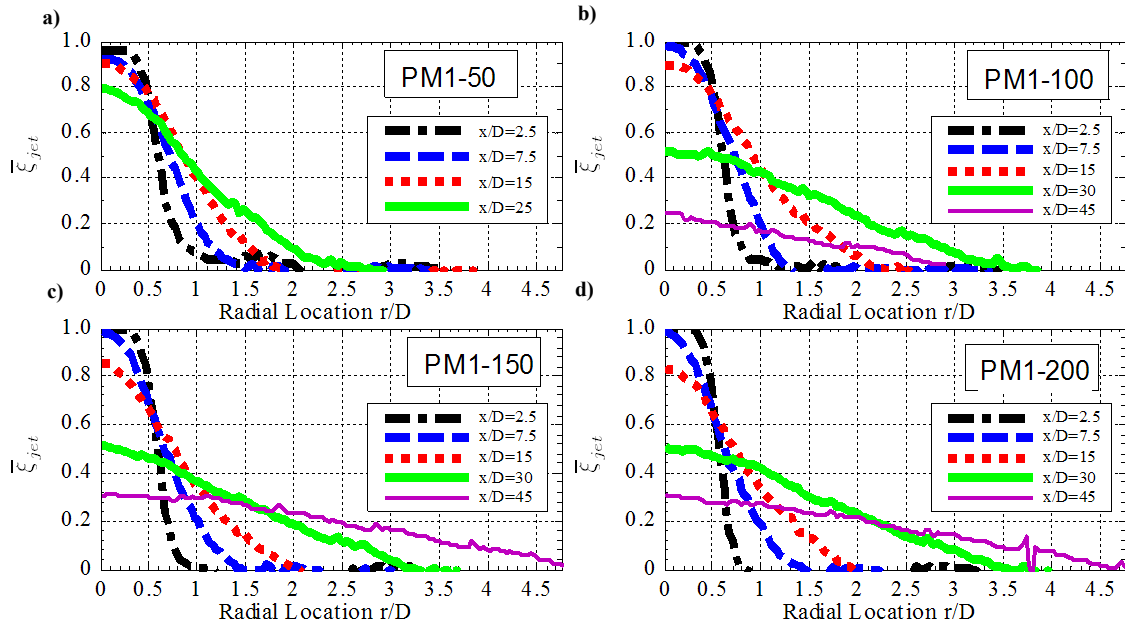 a)
PM1-50
ξ̅ jet
1.0
0.8
0.6
0.4
0.2
0
x/D=2.5
x/D=7.5
x/D=15
x/D=25
0 0.5 1 1.5 2 2.5 3 3.5 4 4.5
Radial Location r/D
b)
PM1-100
ξ̅ jet
1.0
0.8
0.6
0.4
0.2
0
x/D=2.5
x/D=7.5
x/D=15
x/D=30
x/D=45
0 0.5 1 1.5 2 2.5 3 3.5 4 4.5
Radial Location r/D
c)
PM1-150
ξ̅ jet
1.0
0.8
0.6
0.4
0.2
0
x/D=2.5
x/D=7.5
x/D=15
x/D=30
x/D=45
0 0.5 1 1.5 2 2.5 3 3.5 4 4.5
Radial Location r/D
d)
PM1-200
ξ̅ jet
1.0
0.8
0.6
0.4
0.2
0
x/D=2.5
x/D=7.5
x/D=15
x/D=30
x/D=45
0 0.5 1 1.5 2 2.5 3 3.5 4 4.5
Radial Location r/D